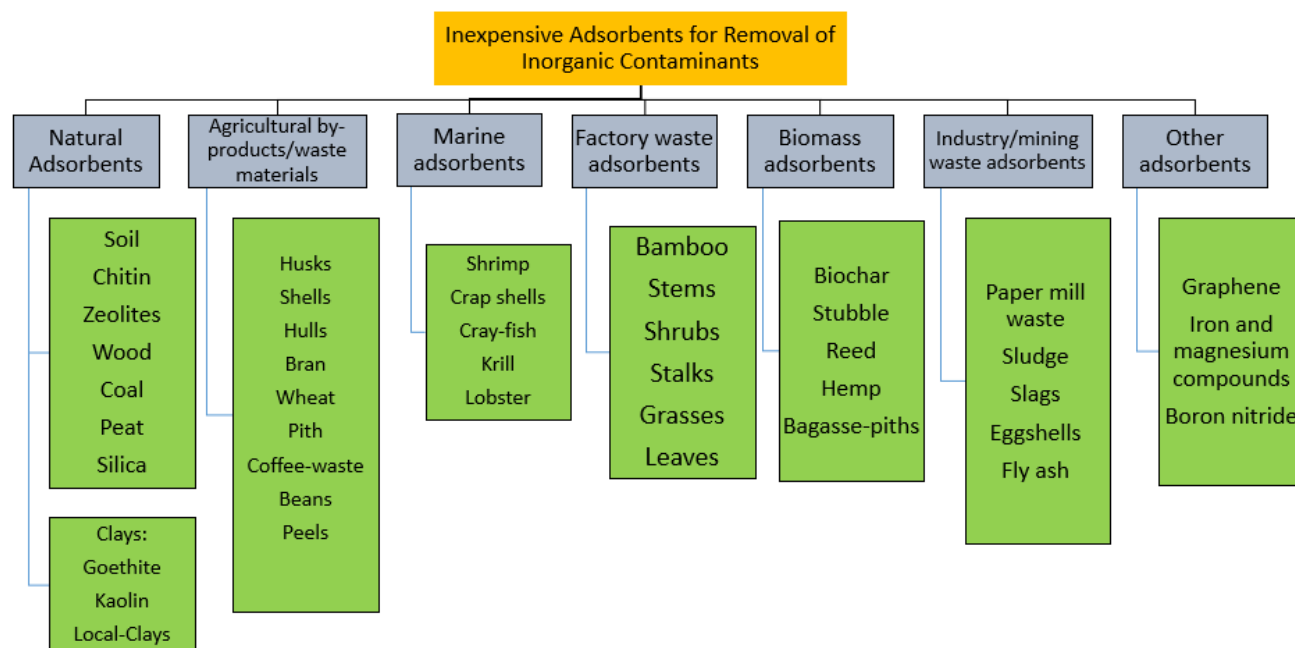 Inexpensive Adsorbents for Removal of
Inorganic Contaminants
Natural
Adsorbents
Agricultural by-
products/waste
materials
Marine
adsorbents
Factory waste
adsorbents
Biomass
adsorbents
Industry/mining
waste adsorbents
Other
adsorbents
Soil
Chitin
Zeolites
Wood
Coal
Peat
Silica
Clays:
Goethite
Kaolin
Local-Clays
Husks
Shells
Hulls
Bran
Wheat
Pith
Coffee-waste
Beans
Peels
Shrimp
Crap shells
Cray-fish
Krill
Lobster
Bamboo
Stems
Shrubs
Stalks
Grasses
Leaves
Biochar
Stubble
Reed
Hemp
Bagasse-piths
Paper mill
waste
Sludge
Slags
Eggshells
Fly ash
Graphene
Iron and
magnesium
compounds
Boron nitride